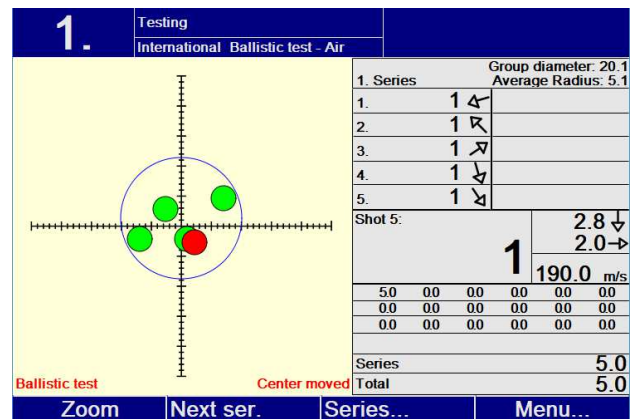 1.
Testing
International Ballistic test - Air
Group diameter: 20.1
1. Series Average Radius: 5.1
1. 1
2. 1
3. 1
4. 1
5. 1
Shot 5:
1
2.8
2.0
190.0 m/s
5.0 0.0 0.0 0.0 0.0 0.0
0.0 0.0 0.0 0.0 0.0 0.0
0.0 0.0 0.0 0.0 0.0 0.0
Series 5.0
Total 5.0
Ballistic test Center moved
Zoom Next ser. Series... Menu...